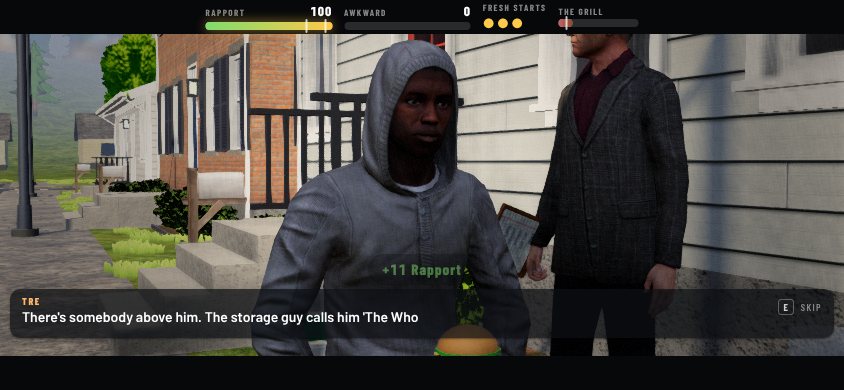 RAPPORT 100 AWKWARD 0 FRESH STARTS THE GRILL
+11 Rapport
TRE
There's somebody above him. The storage guy calls him 'The Who
E SKIP